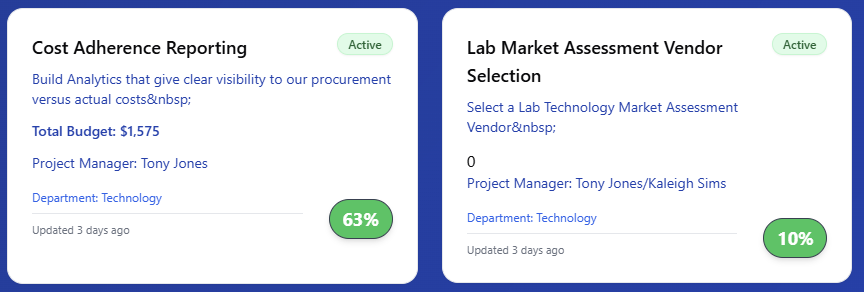 Cost Adherence Reporting
Active
Build Analytics that give clear visibility to our procurement
versus actual costs&nbsp;
Total Budget: $1,575
Project Manager: Tony Jones
Department: Technology
63%
Updated 3 days ago
Lab Market Assessment Vendor
Selection
Active
Select a Lab Technology Market Assessment
Vendor&nbsp;
0
Project Manager: Tony Jones/Kaleigh Sims
Department: Technology
10%
Updated 3 days ago